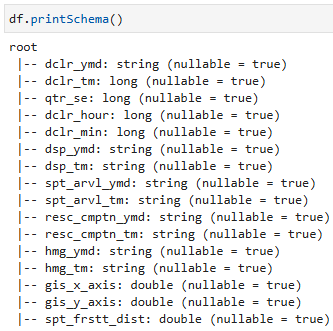 df.printSchema()
root
|-- dclr_ymd: string (nullable = true)
|-- dclr_tm: long (nullable = true)
|-- qtr_se: long (nullable = true)
|-- dclr_hour: long (nullable = true)
|-- dclr_min: long (nullable = true)
|-- dsp_ymd: string (nullable = true)
|-- dsp_tm: string (nullable = true)
|-- spt_arvl_ymd: string (nullable = true)
|-- spt_arvl_tm: string (nullable = true)
|-- resc_cmptn_ymd: string (nullable = true)
|-- resc_cmptn_tm: string (nullable = true)
|-- hmg_ymd: string (nullable = true)
|-- hmg_tm: string (nullable = true)
|-- gis_x_axis: double (nullable = true)
|-- gis_y_axis: double (nullable = true)
|-- spt_frstt_dist: double (nullable = true)